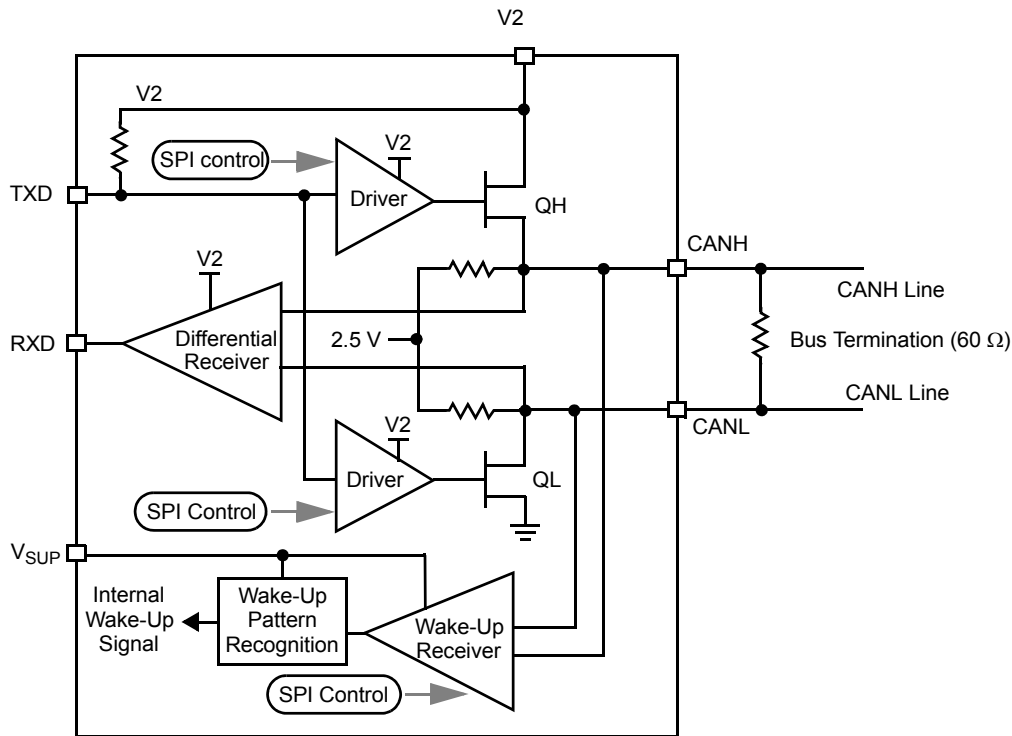 V2
V2
SPI control
V2
Driver
TXD
QH
CANH
V2
CANH Line
Differential
Receiver
RXD
2.5 V
Bus Termination (60 Ω)
CANL Line
V2
CANL
Driver
QL
SPI Control
VSUP
Internal
Wake-Up
Signal
Wake-Up
Pattern
Recognition
Wake-Up
Receiver
SPI Control